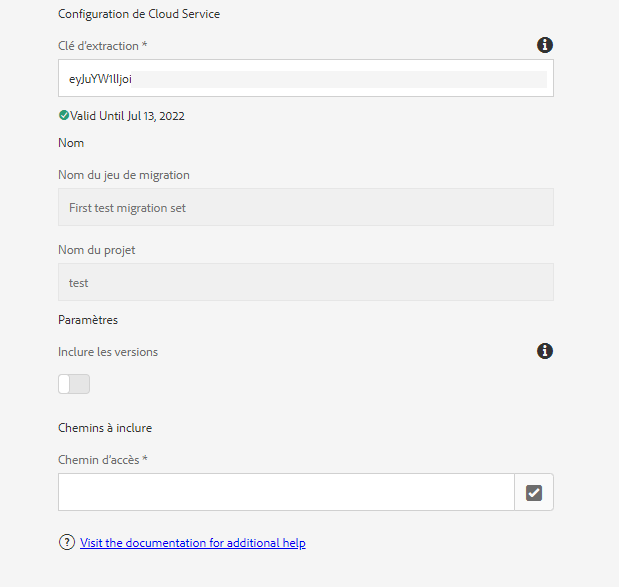 Configuration de Cloud Service
Clé d'extraction *
eyJuYW1lIjoi
Valid Until Jul 13, 2022
Nom
Nom du jeu de migration
First test migration set
Nom du projet
test
Paramètres
Inclure les versions
Chemins à inclure
Chemin d'accès *
Visit the documentation for additional help